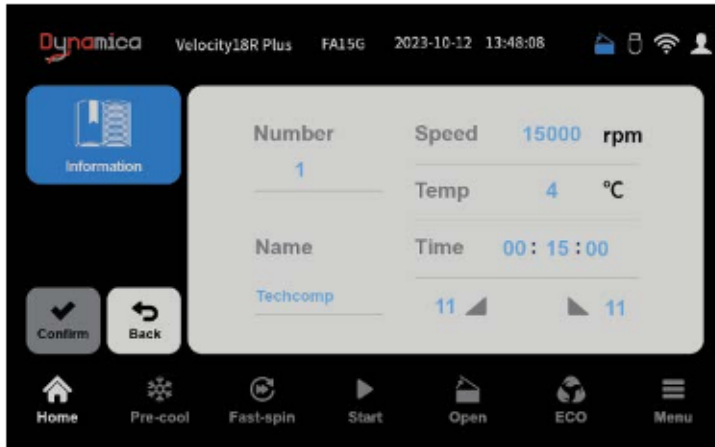 Dynamica Velocity18R Plus FA15G 2023-10-12 13:48:08
Information
Number
1
Name
Techcomp
Speed 15000 rpm
Temp 4 °C
Time 00: 15 :00
11 11
Confirm
Back
Home Pre-cool Fast-spin Start Open ECO Menu